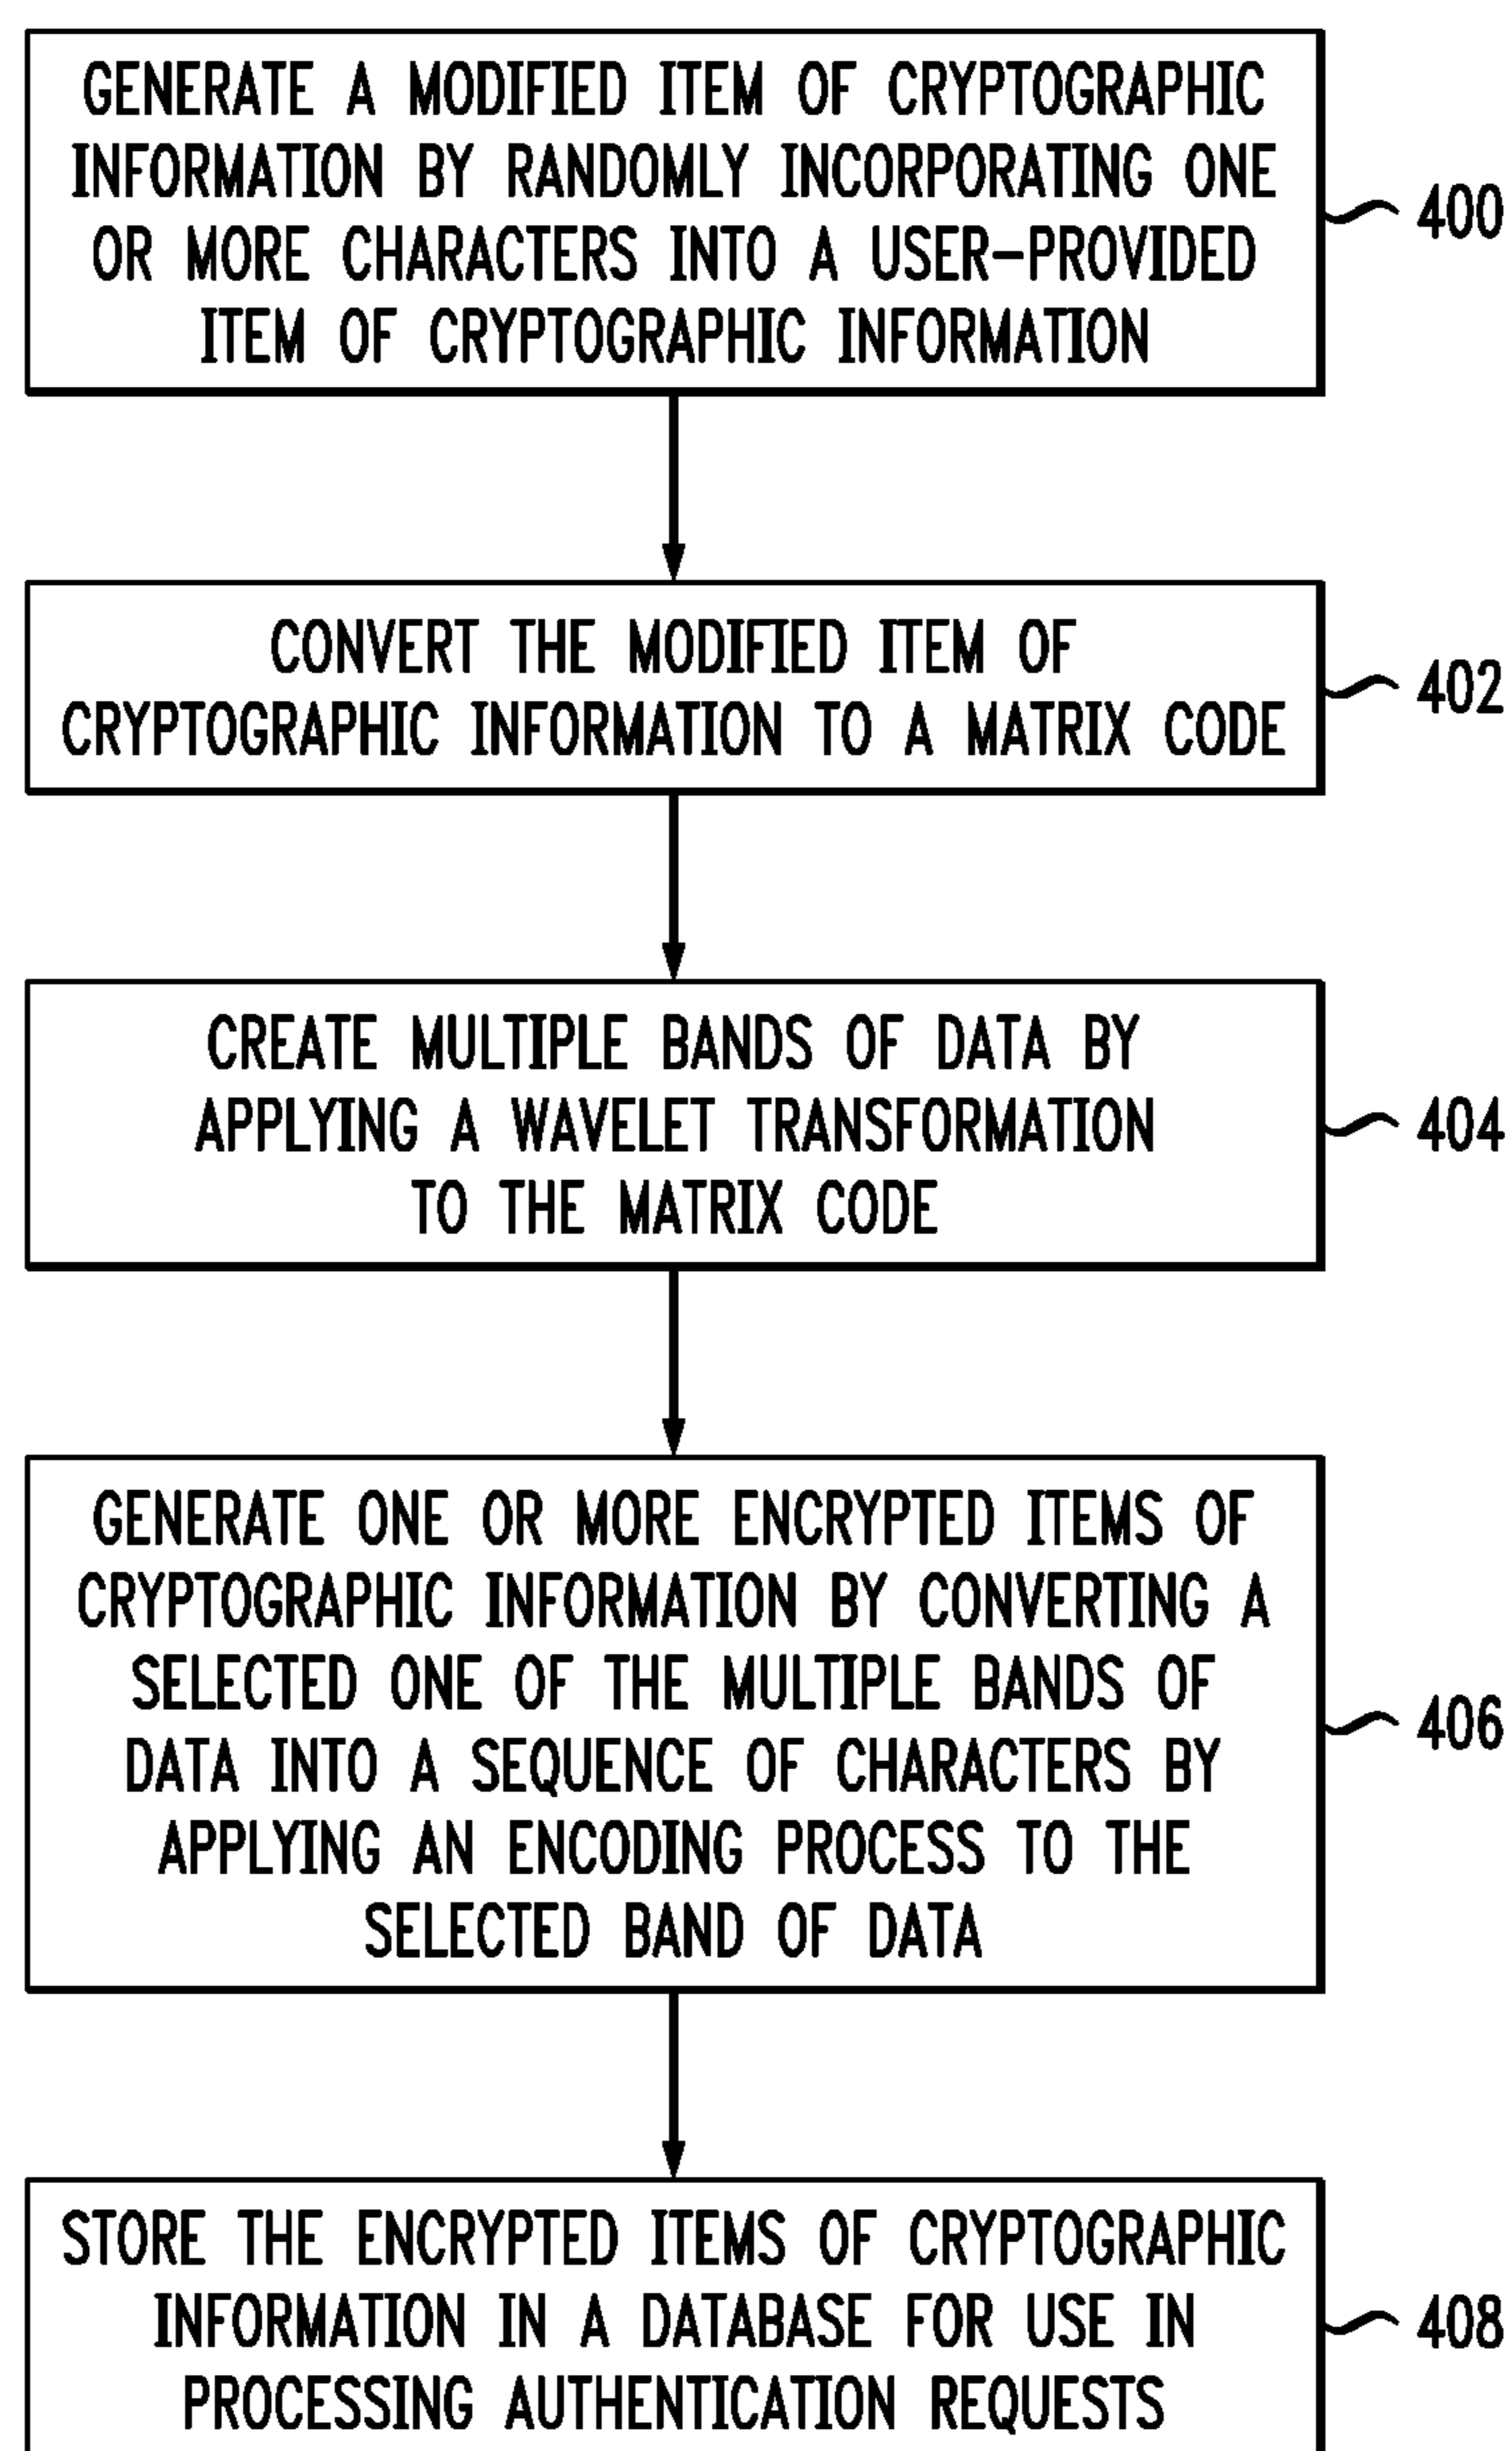 GENERATE A MODIFIED ITEM OF CRYPTOGRAPHIC
INFORMATION BY RANDOMLY INCORPORATING ONE
OR MORE CHARACTERS INTO A USER-PROVIDED
ITEM OF CRYPTOGRAPHIC INFORMATION
400
CONVERT THE MODIFIED ITEM OF
CRYPTOGRAPHIC INFORMATION TO A MATRIX CODE
402
CREATE MULTIPLE BANDS OF DATA BY
APPLYING A WAVELET TRANSFORMATION
TO THE MATRIX CODE
404
GENERATE ONE OR MORE ENCRYPTED ITEMS OF
CRYPTOGRAPHIC INFORMATION BY CONVERTING A
SELECTED ONE OF THE MULTIPLE BANDS OF
DATA INTO A SEQUENCE OF CHARACTERS BY
APPLYING AN ENCODING PROCESS TO THE
SELECTED BAND OF DATA
406
STORE THE ENCRYPTED ITEMS OF CRYPTOGRAPHIC
INFORMATION IN A DATABASE FOR USE IN
PROCESSING AUTHENTICATION REQUESTS
408